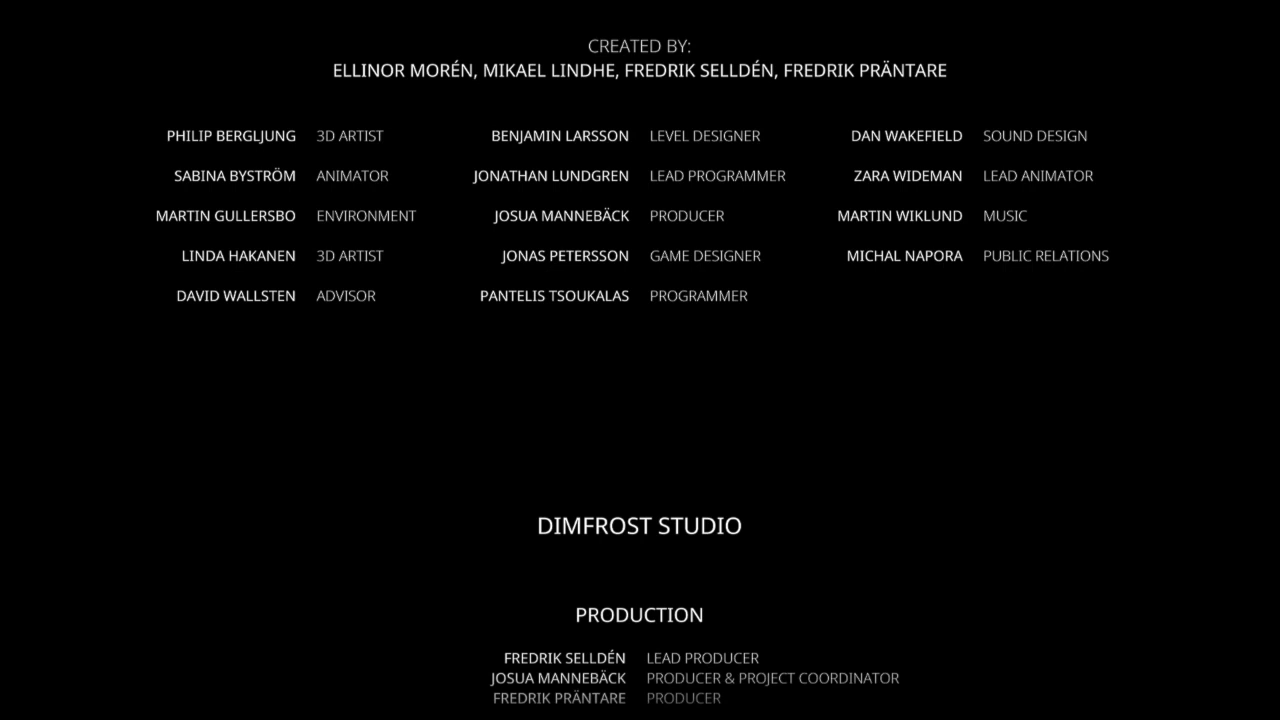 CREATED BY:
ELLINOR MORÉN, MIKAEL LINDHE, FREDRIK SELLDÉN, FREDRIK PRÄNTARE
PHILIP BERGLJUNG 3D ARTIST BENJAMIN LARSSON LEVEL DESIGNER DAN WAKEFIELD SOUND DESIGN
SABINA BYSTRÖM ANIMATOR JONATHAN LUNDGREN LEAD PROGRAMMER ZARA WIDEMAN LEAD ANIMATOR
MARTIN GULLERSBO ENVIRONMENT JOSUA MANNEBÄCK PRODUCER MARTIN WIKLUND MUSIC
LINDA HAKANEN 3D ARTIST JONAS PETERSSON GAME DESIGNER MICHAL NAPORA PUBLIC RELATIONS
DAVID WALLSTEN ADVISOR PANTELIS TSOUKALAS PROGRAMMER
DIMFROST STUDIO
PRODUCTION
FREDRIK SELLDÉN LEAD PRODUCER
JOSUA MANNEBÄCK PRODUCER & PROJECT COORDINATOR
FREDRIK PRÄNTARE PRODUCER